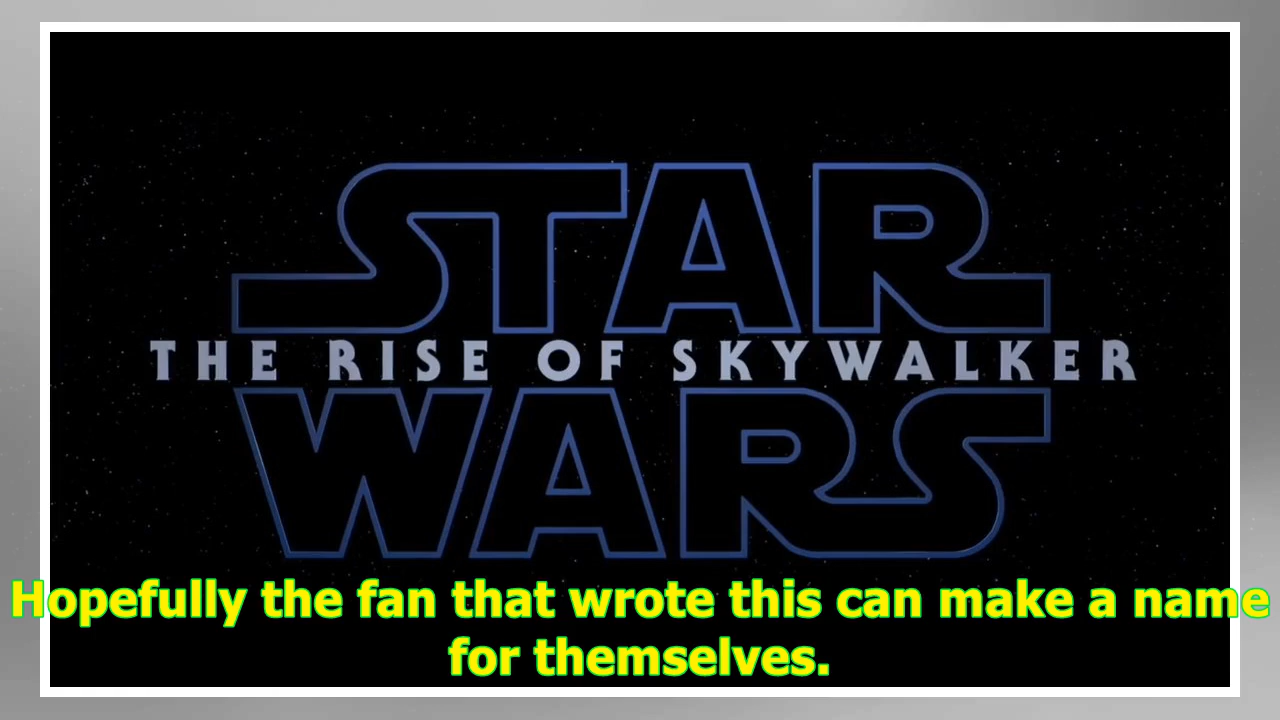 STAR
THE RISE OF SKYWALKER
WARS
Hopefully the fan that wrote this can make a name
for themselves.